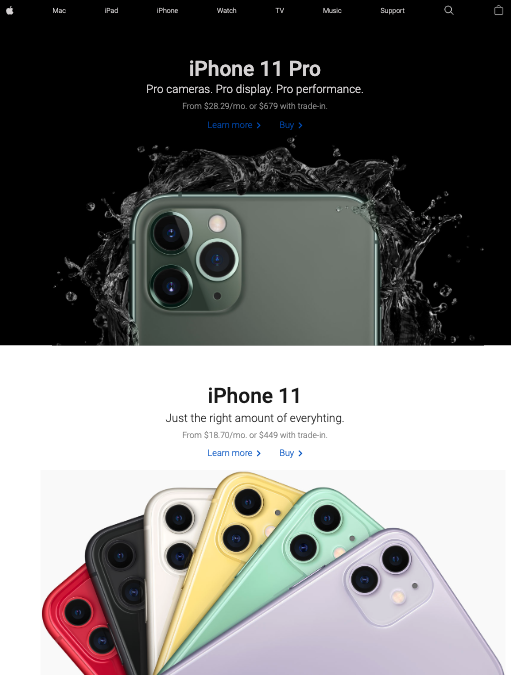 Mac iPad iPhone Watch TV Music Support
iPhone 11 Pro
Pro cameras. Pro display. Pro performance.
From $28.29/mo. or $679 with trade-in.
Learn more > Buy >
iPhone 11
Just the right amount of everyhting.
From $18.70/mo. or $449 with trade-in.
Learn more > Buy >